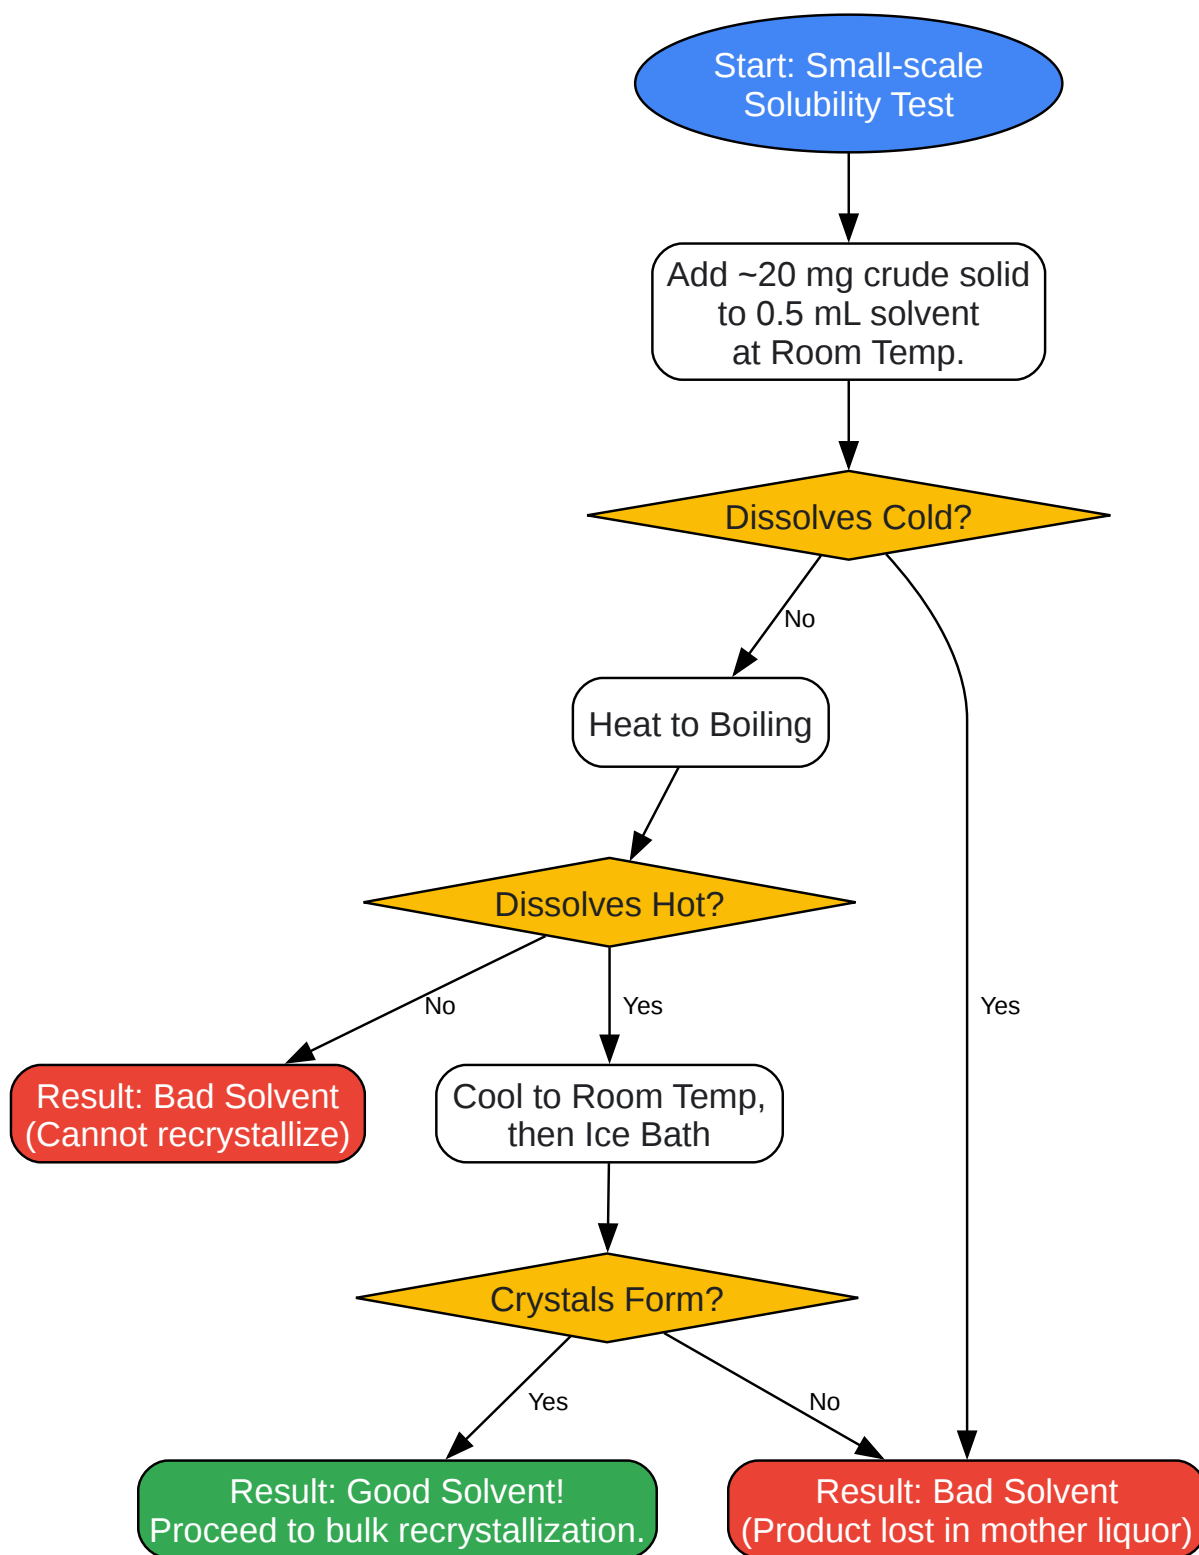 Start: Small-scale
Solubility Test
Add ~20 mg crude solid
to 0.5 mL solvent
at Room Temp.
Dissolves Cold?
No
Heat to Boiling
Dissolves Hot?
No
Yes
Yes
Result: Bad Solvent
(Cannot recrystallize)
Cool to Room Temp,
then Ice Bath
Crystals Form?
Yes
No
Result: Good Solvent!
Proceed to bulk recrystallization.
Result: Bad Solvent
(Product lost in mother liquor)